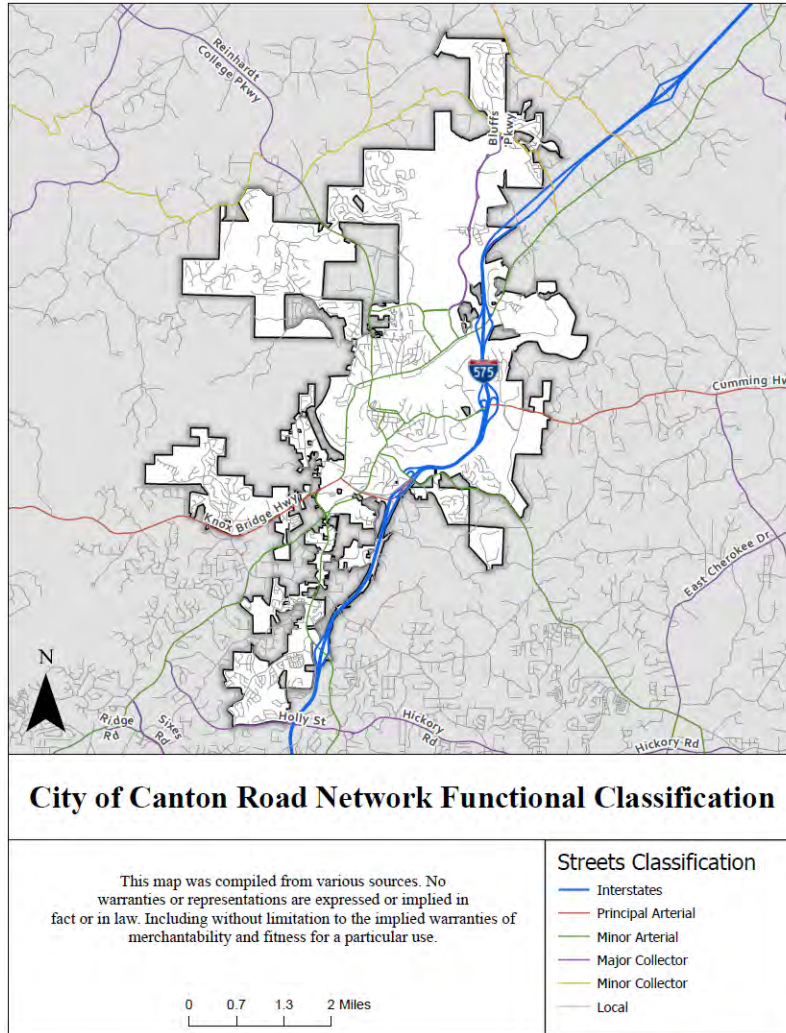 Reinhardt
College Pkwy
Bluffs
Pkwy
575
Cumming Hw
Knox Bridge Hwy
East Cherokee Dr
N
Ridge
Rd
Sixes
Rd
Holly St
Hickory
Rd
Hickory Rd
City of Canton Road Network Functional Classification
This map was compiled from various sources. No
warranties or representations are expressed or implied in
fact or in law. Including without limitation to the implied warranties of
merchantability and fitness for a particular use.
0 0.7 1.3 2 Miles
Streets Classification
Interstates
Principal Arterial
Minor Arterial
Major Collector
Minor Collector
Local